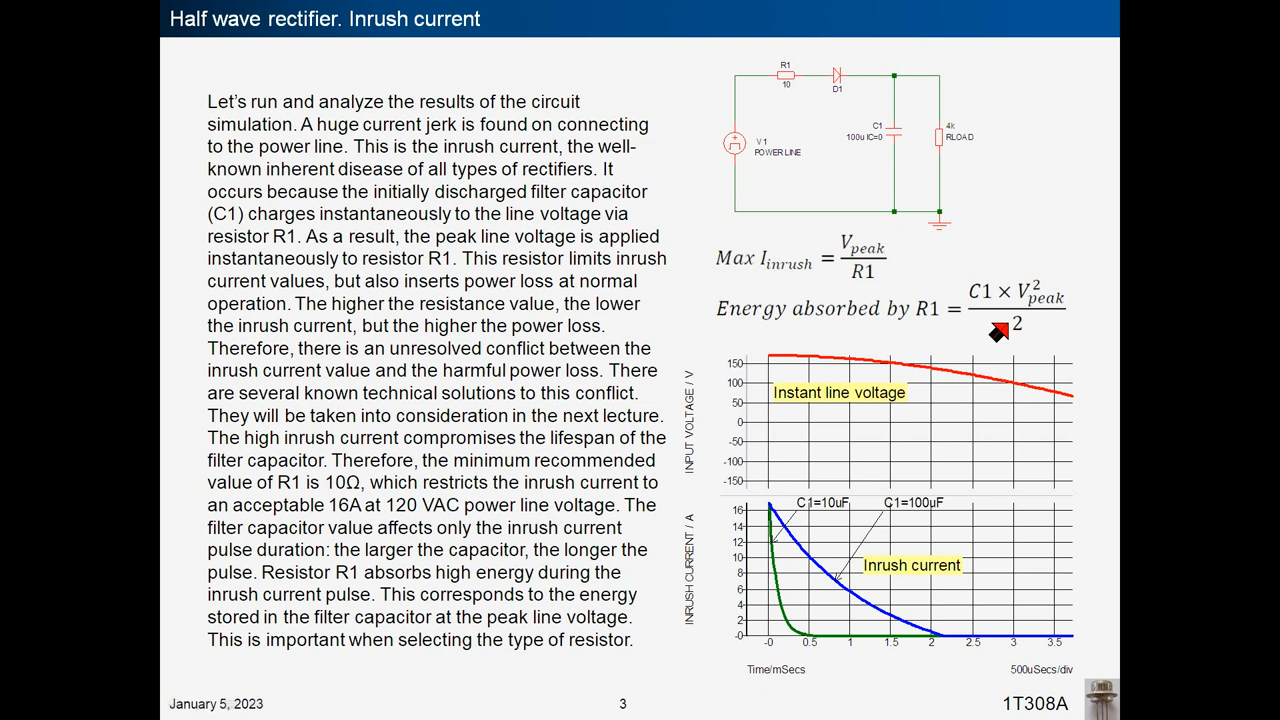 Half wave rectifier. Inrush current
Let's run and analyze the results of the circuit
simulation. A huge current jerk is found on connecting
to the power line. This is the inrush current, the well-
known inherent disease of all types of rectifiers. It
occurs because the initially discharged filter capacitor
(C1) charges instantaneously to the line voltage via
resistor R1. As a result, the peak line voltage is applied
instantaneously to resistor R1. This resistor limits inrush
current values, but also inserts power loss at normal
operation. The higher the resistance value, the lower
the inrush current, but the higher the power loss.
Therefore, there is an unresolved conflict between the
inrush current value and the harmful power loss. There
are several known technical solutions to this conflict.
They will be taken into consideration in the next lecture.
The high inrush current compromises the lifespan of the
filter capacitor. Therefore, the minimum recommended
value of R1 is 10Ω, which restricts the inrush current to
an acceptable 16A at 120 VAC power line voltage. The
filter capacitor value affects only the inrush current
pulse duration: the larger the capacitor, the longer the
pulse. Resistor R1 absorbs high energy during the
inrush current pulse. This corresponds to the energy
stored in the filter capacitor at the peak line voltage.
This is important when selecting the type of resistor.
R1
10
D1
C1
100u IC=0
4k
RLOAD
V1
POWER LINE
Max I_inrush = V_peak / R1
Energy absorbed by R1 = C1 × V²_peak / 2
INPUT VOLTAGE / V
150
100
50
0
-50
-100
-150
Instant line voltage
INRUSH CURRENT / A
16
14
12
10
8
6
4
2
-0
C1=10uF
C1=100uF
Inrush current
-0 0.5 1 1.5 2 2.5 3 3.5
Time/mSecs
500uSecs/div
January 5, 2023
3
1T308A